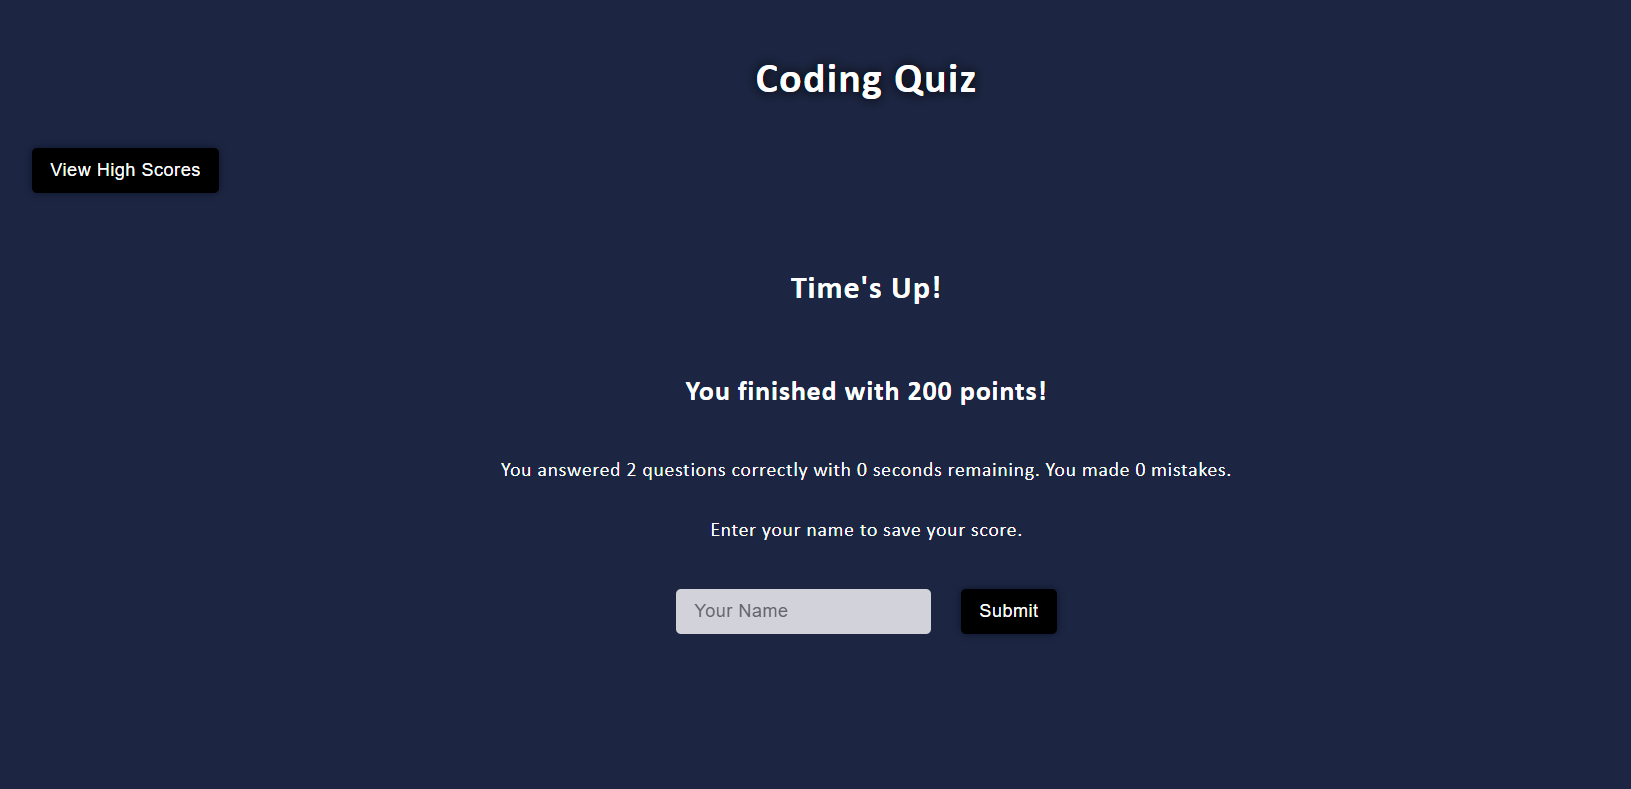 Coding Quiz
View High Scores
Time's Up!
You finished with 200 points!
You answered 2 questions correctly with 0 seconds remaining. You made 0 mistakes.
Enter your name to save your score.
Your Name
Submit